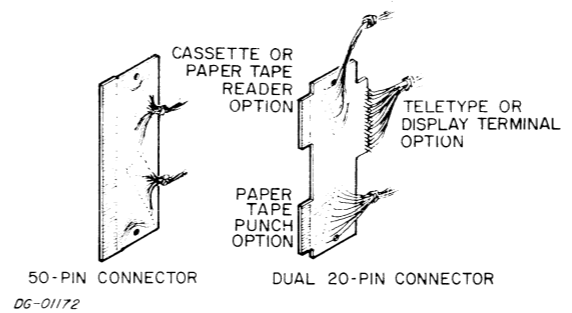 CASSETTE OR
PAPER TAPE
READER
OPTION
TELETYPE OR
DISPLAY TERMINAL
OPTION
PAPER
TAPE
PUNCH
OPTION
50-PIN CONNECTOR
DUAL 20-PIN CONNECTOR
DG-01172